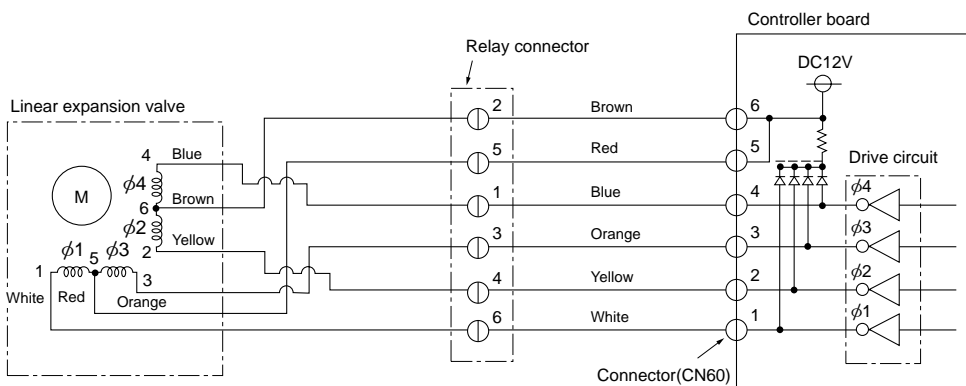 Controller board
Relay connector
DC12V
Linear expansion valve
2 Brown 6
4 Blue
5 Red 5
Drive circuit
ϕ4
M
6 Brown
1 Blue 4 ϕ4
ϕ2
2 Yellow
3 Orange 3 ϕ3
ϕ1 5 ϕ3
1 3
4 Yellow 2 ϕ2
White Red Orange
6 White 1 ϕ1
Connector(CN60)